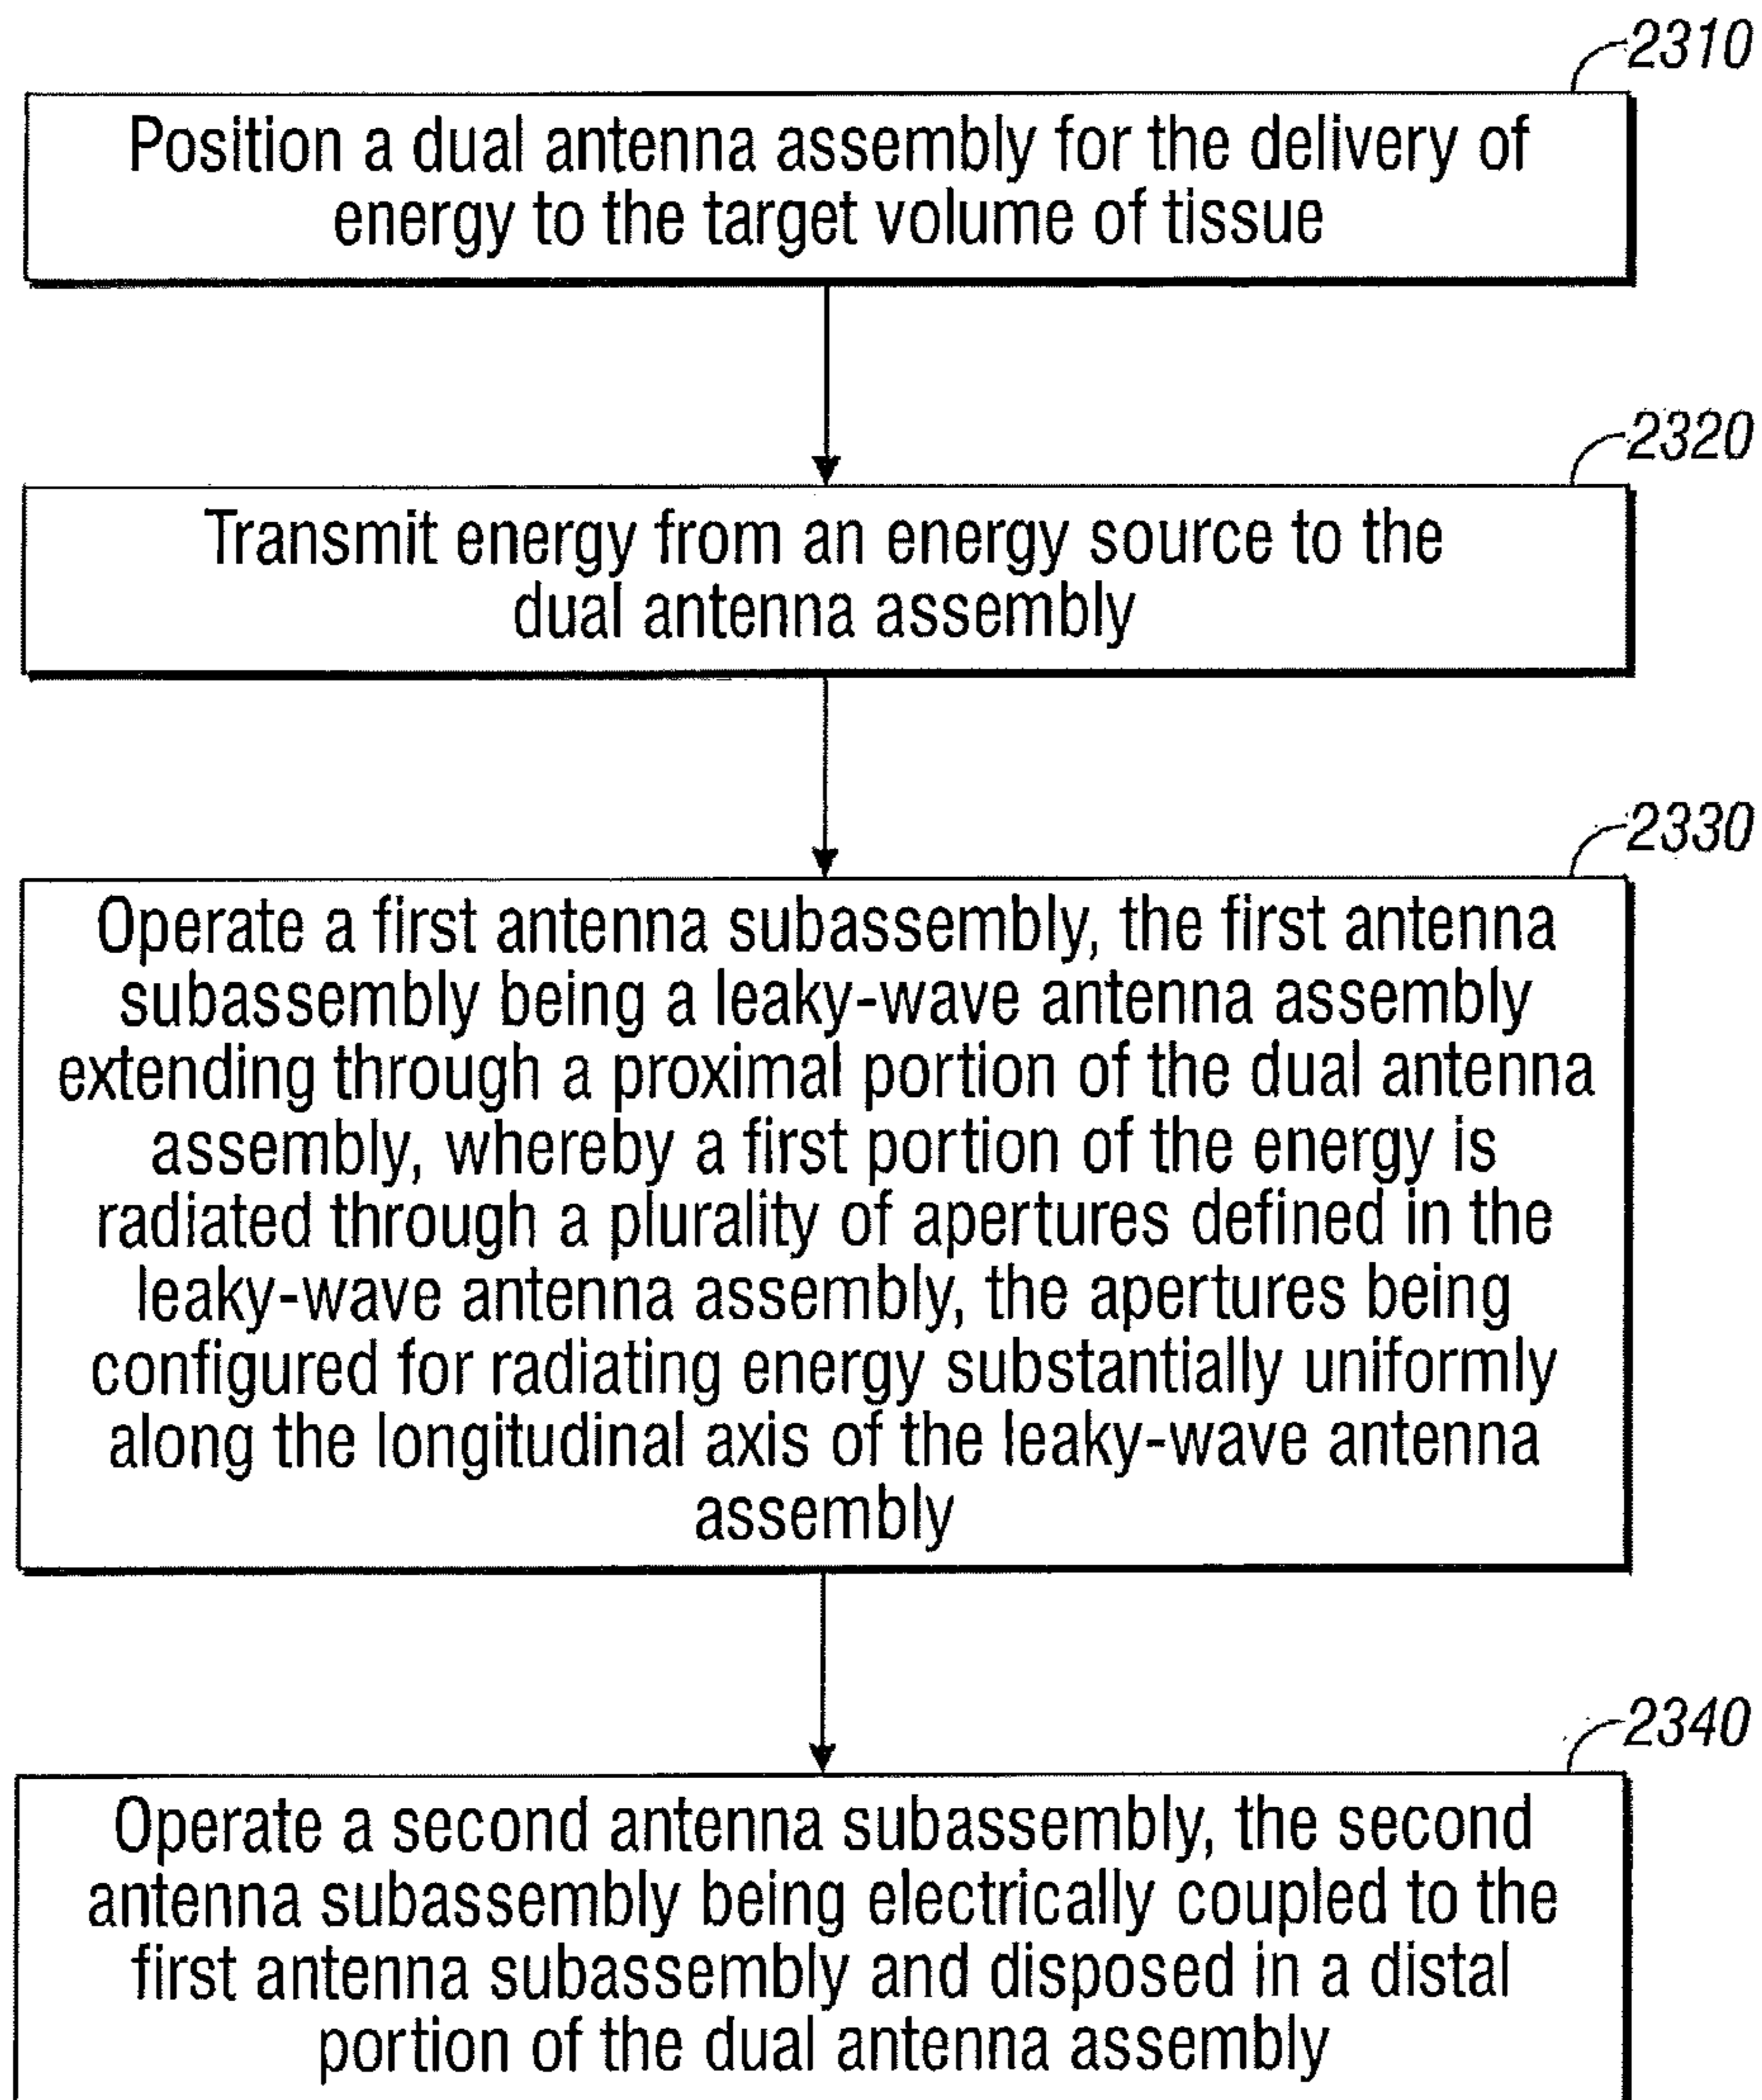 2310
Position a dual antenna assembly for the delivery of
energy to the target volume of tissue
2320
Transmit energy from an energy source to the
dual antenna assembly
2330
Operate a first antenna subassembly, the first antenna
subassembly being a leaky-wave antenna assembly
extending through a proximal portion of the dual antenna
assembly, whereby a first portion of the energy is
radiated through a plurality of apertures defined in the
leaky-wave antenna assembly, the apertures being
configured for radiating energy substantially uniformly
along the longitudinal axis of the leaky-wave antenna
assembly
2340
Operate a second antenna subassembly, the second
antenna subassembly being electrically coupled to the
first antenna subassembly and disposed in a distal
portion of the dual antenna assembly